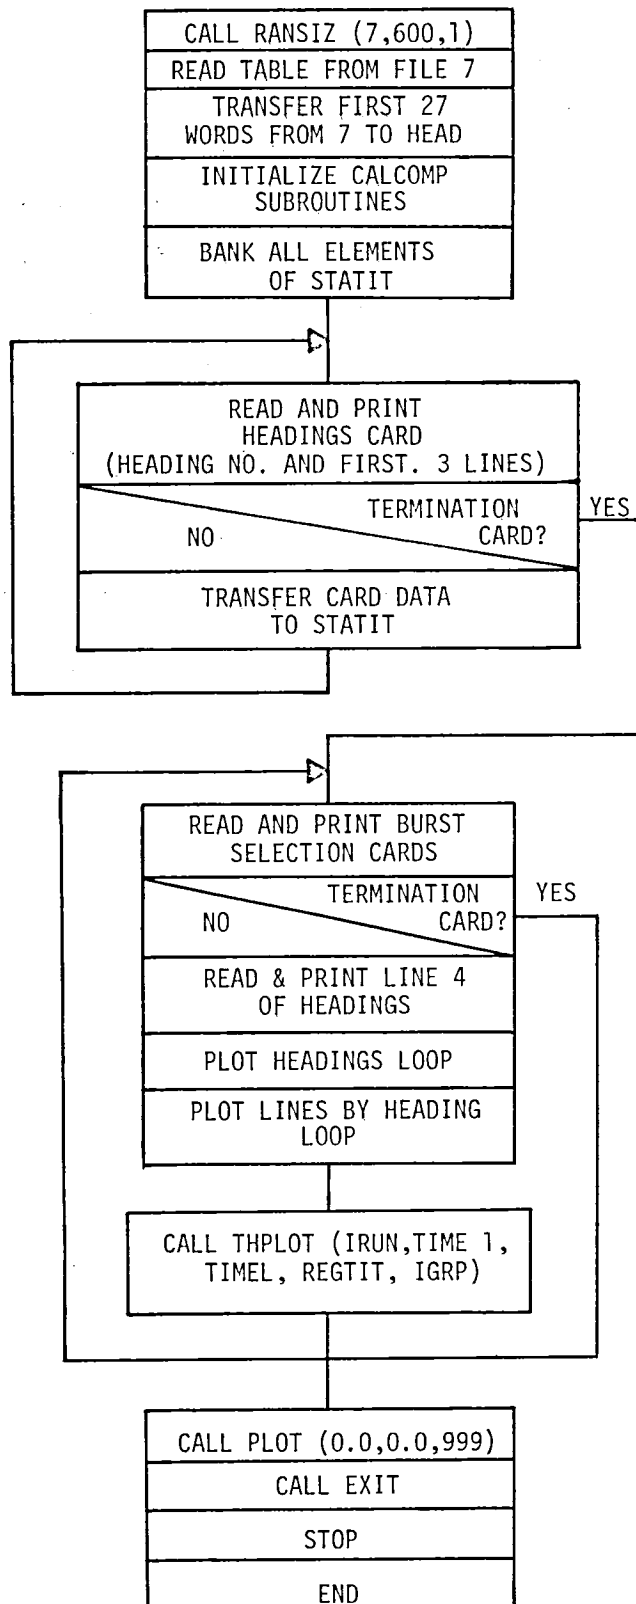 CALL RANSIZ (7,600,1)
READ TABLE FROM FILE 7
TRANSFER FIRST 27
WORDS FROM 7 TO HEAD
INITIALIZE CALCOMP
SUBROUTINES
BANK ALL ELEMENTS
OF STATIT
READ AND PRINT
HEADINGS CARD
(HEADING NO. AND FIRST. 3 LINES)
TERMINATION
CARD?
YES
NO
TRANSFER CARD DATA
TO STATIT
READ AND PRINT BURST
SELECTION CARDS
TERMINATION
CARD?
YES
NO
READ & PRINT LINE 4
OF HEADINGS
PLOT HEADINGS LOOP
PLOT LINES BY HEADING
LOOP
CALL THPLOT (IRUN,TIME 1,
TIMEL, REGTIT, IGRP)
CALL PLOT (0.0,0.0,999)
CALL EXIT
STOP
END